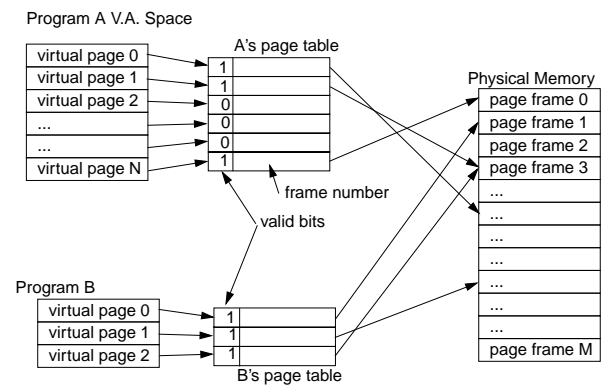 Program A V.A. Space
virtual page 0
virtual page 1
virtual page 2
...
...
virtual page N
A's page table
1
1
0
0
0
1
frame number
valid bits
Physical Memory
page frame 0
page frame 1
page frame 2
page frame 3
...
...
...
...
...
...
...
page frame M
Program B
virtual page 0
virtual page 1
virtual page 2
1
1
1
B's page table